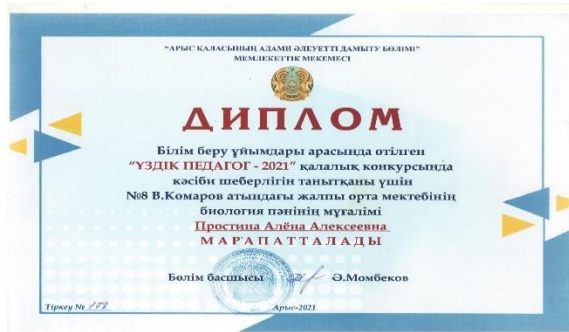 “АРЫС ҚАЛАСЫНЫҢ АДАМИ ӘЛЕУЕТТІ ДАМЫТУ БӨЛІМІ”
МЕМЛЕКЕТТІК МЕКЕМЕСІ
ДИПЛОМ
Білім беру ұйымдары арасында өтілген
“ҮЗДІК ПЕДАГОГ - 2021” қалалық конкурсында
кәсіби шеберлігін танытқаны үшін
№8 В.Комаров атындағы жалпы орта мектебінің
биология пәнінің мұғалімі
Простина Алёна Алексеевна
МАРАПАТТАЛАДЫ
Бөлім басшысы Ә.Момбеков
Тіркеу № 178
Арыс-2021